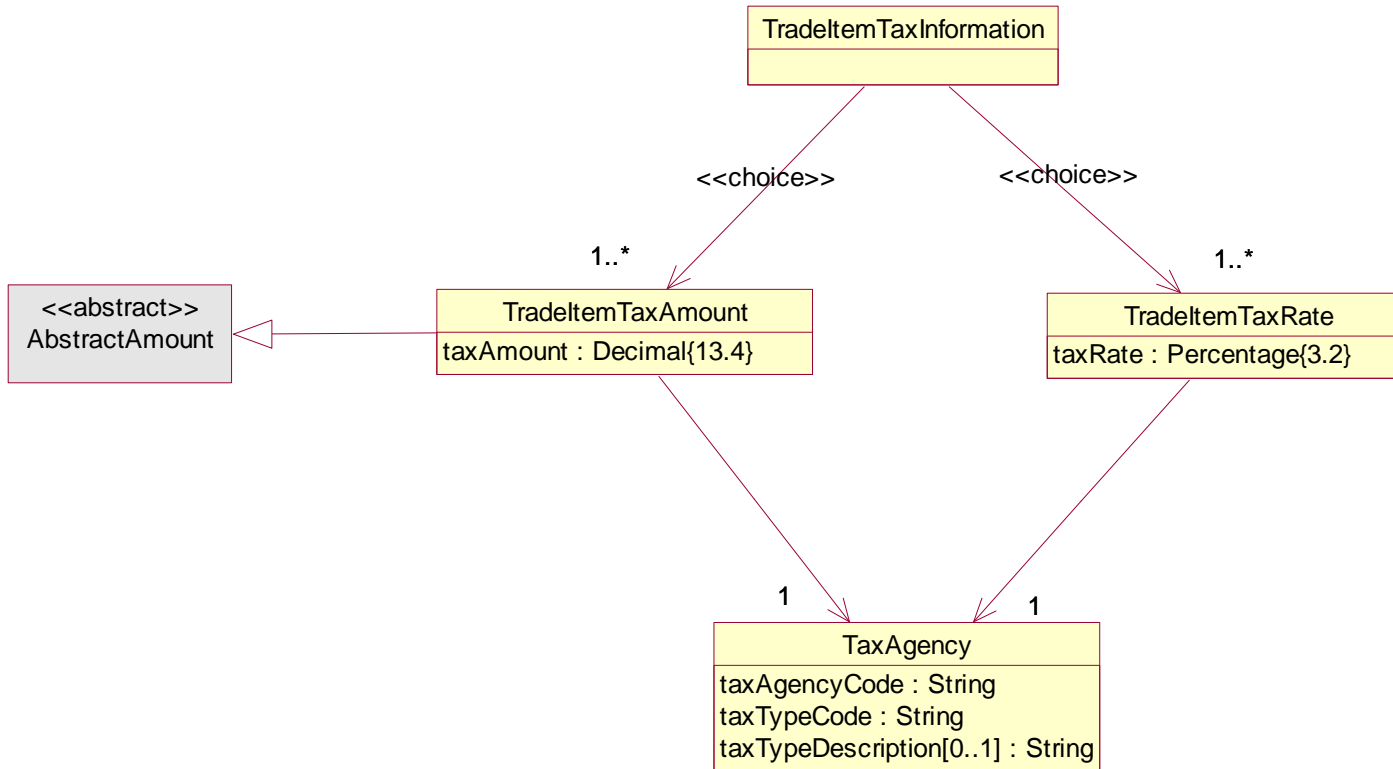 TradeItemTaxInformation
<<choice>>
<<choice>>
1..*
1..*
<<abstract>>
AbstractAmount
TradeItemTaxAmount
taxAmount : Decimal{13.4}
TradeItemTaxRate
taxRate : Percentage{3.2}
1
1
TaxAgency
taxAgencyCode : String
taxTypeCode : String
taxTypeDescription[0..1] : String